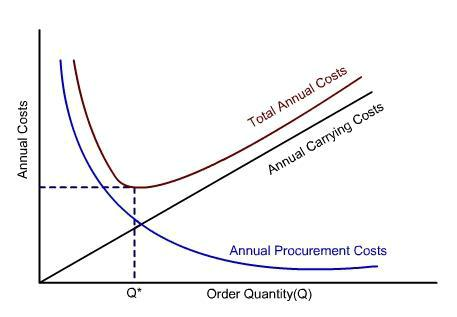 Total Annual Costs
Annual Carrying Costs
Annual Costs
Annual Procurement Costs
Q*
Order Quantity(Q)